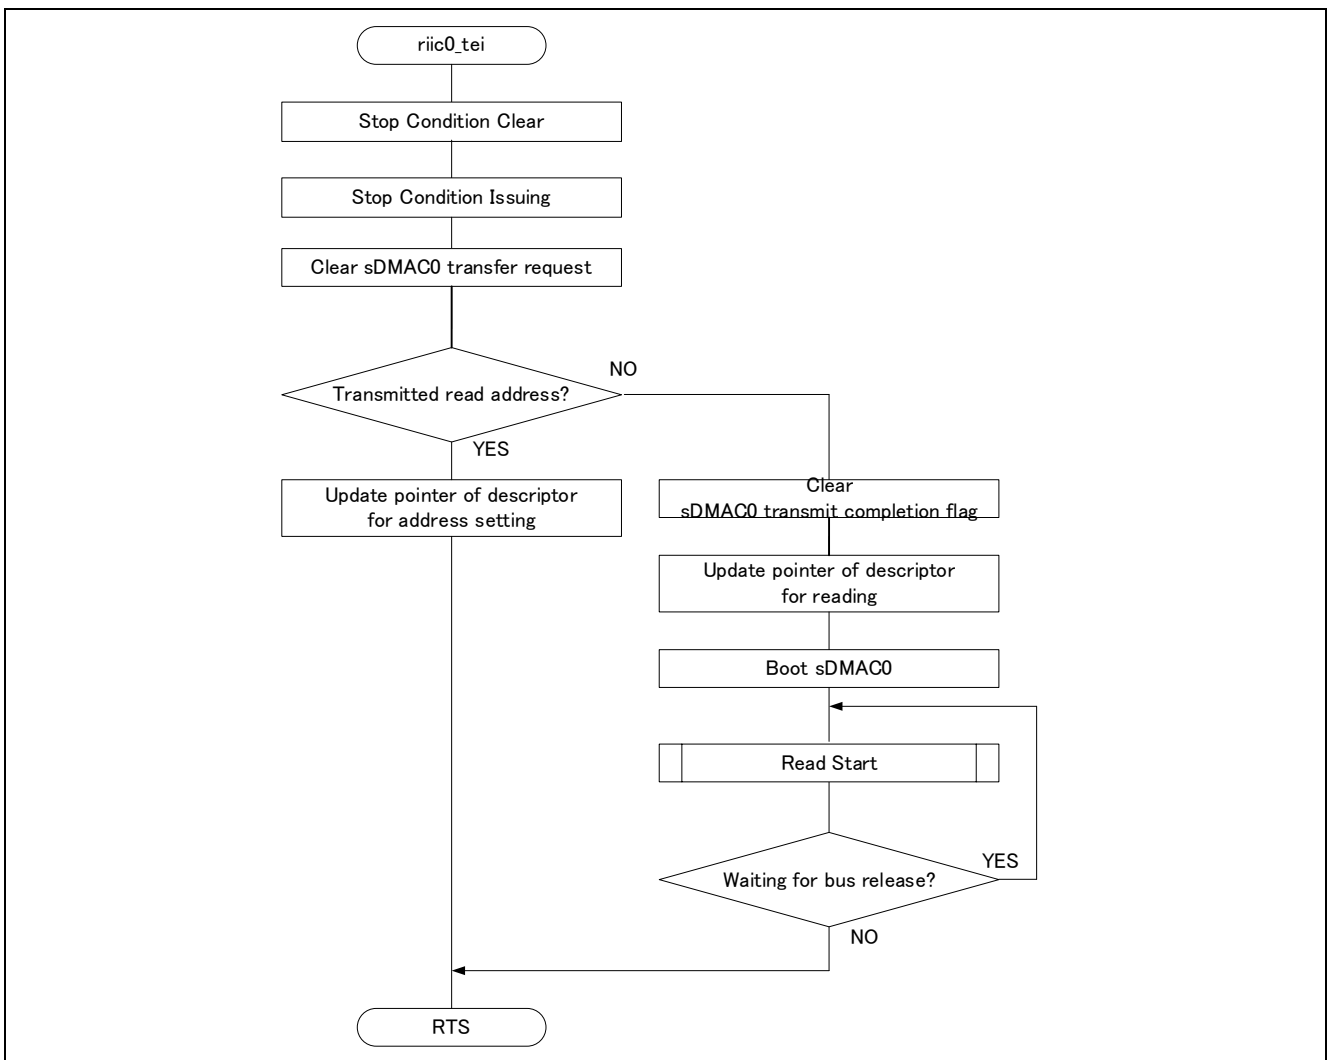 riic0_tei
Stop Condition Clear
Stop Condition Issuing
Clear sDMAC0 transfer request
NO
Transmitted read address?
YES
Update pointer of descriptor
for address setting
Clear
sDMAC0 transmit completion flag
Update pointer of descriptor
for reading
Boot sDMAC0
Read Start
YES
Waiting for bus release?
NO
RTS